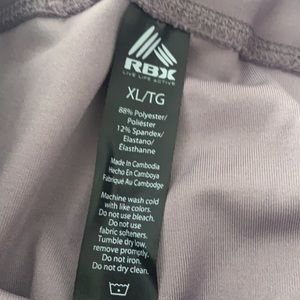 RBX
LIVE LIFE ACTIVE
XL/TG
88% Polyester/
Poliéster
12% Spandex/
Elastano/
Élasthanne
Made In Cambodia
Hecho En Camboya
Fabriqué Au Cambodge
Machine wash cold
with like colors.
Do not use bleach.
Do not use
fabric softeners.
Tumble dry low,
remove promptly.
Do not iron.
Do not dry clean.